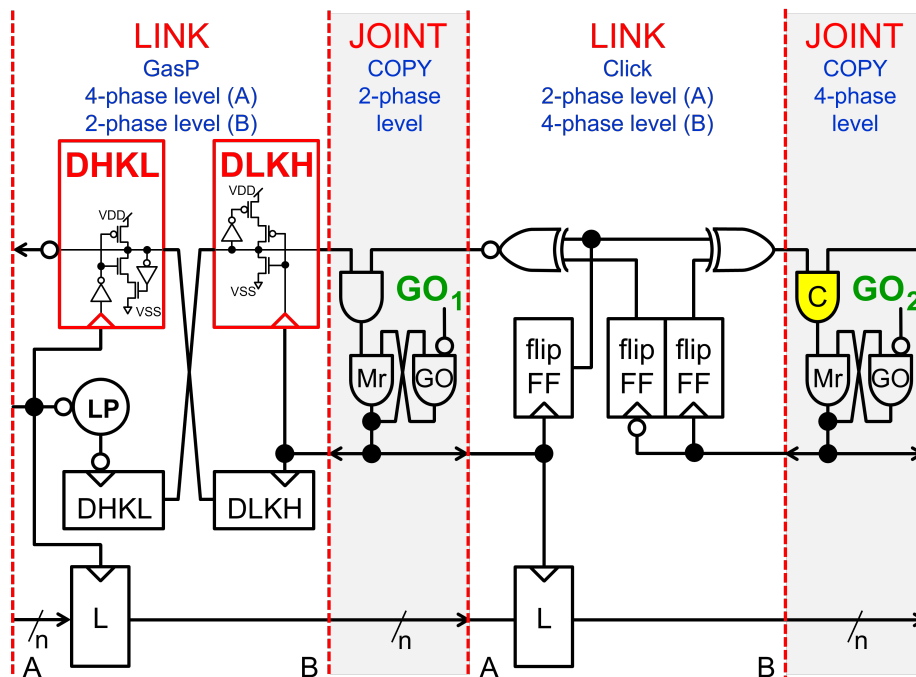 LINK
GasP
4-phase level (A)
2-phase level (B)
JOINT
COPY
2-phase
level
LINK
Click
2-phase level (A)
4-phase level (B)
JOINT
COPY
4-phase
level
DHKL
VDD
VSS
DLKH
VDD
VSS
GO1
GO2
C
LP
Mr
GO
flip
FF
flip
FF
flip
FF
Mr
GO
DHKL
DLKH
L
n
n
L
n
A
B
A
B